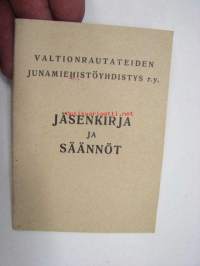 VALTIONRAUTATEIDEN
JUNAMIEHISTÖYHDISTYS r.y.
JÄSENKIRJA
JA
SÄÄNNÖT